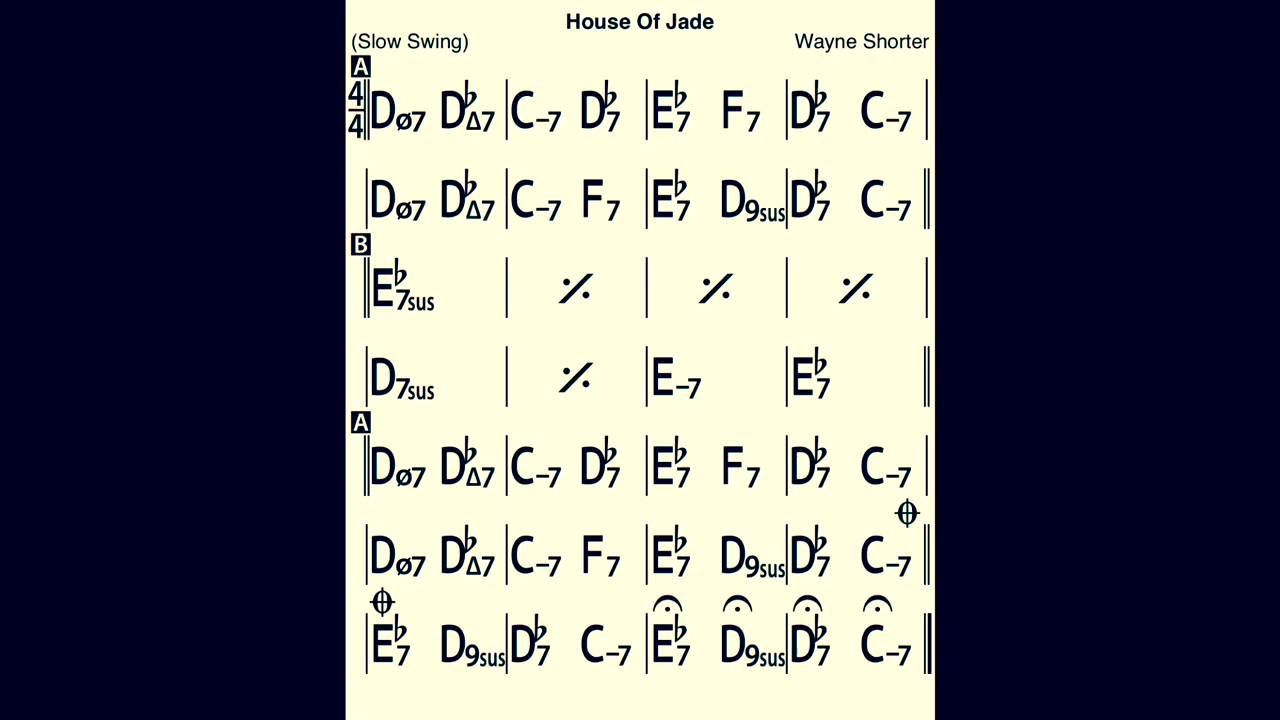 House Of Jade
(Slow Swing) Wayne Shorter
A
4/4 Dø7 D♭Δ7 | C–7 D♭7 | E♭7 F7 | D♭7 C–7 |
| Dø7 D♭Δ7 | C–7 F7 | E♭7 D9sus | D♭7 C–7 ||
B
|| E♭7sus | 𝄎 | 𝄎 | 𝄎 |
| D7sus | 𝄎 | E–7 | E♭7 ||
A
|| Dø7 D♭Δ7 | C–7 D♭7 | E♭7 F7 | D♭7 C–7 |
| Dø7 D♭Δ7 | C–7 F7 | E♭7 D9sus | D♭7 C–7 ||
| E♭7 D9sus | D♭7 C–7 | E♭7 D9sus | D♭7 C–7 ||